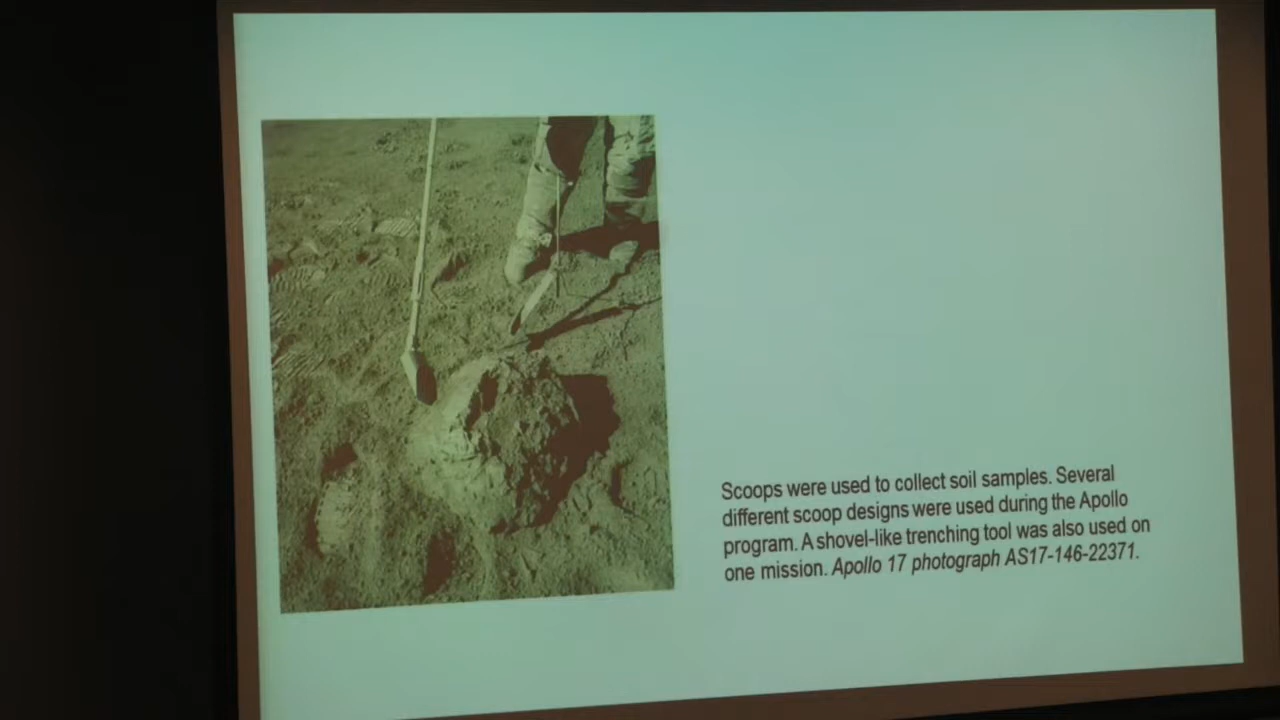 Scoops were used to collect soil samples. Several
different scoop designs were used during the Apollo
program. A shovel-like trenching tool was also used on
one mission. Apollo 17 photograph AS17-146-22371.